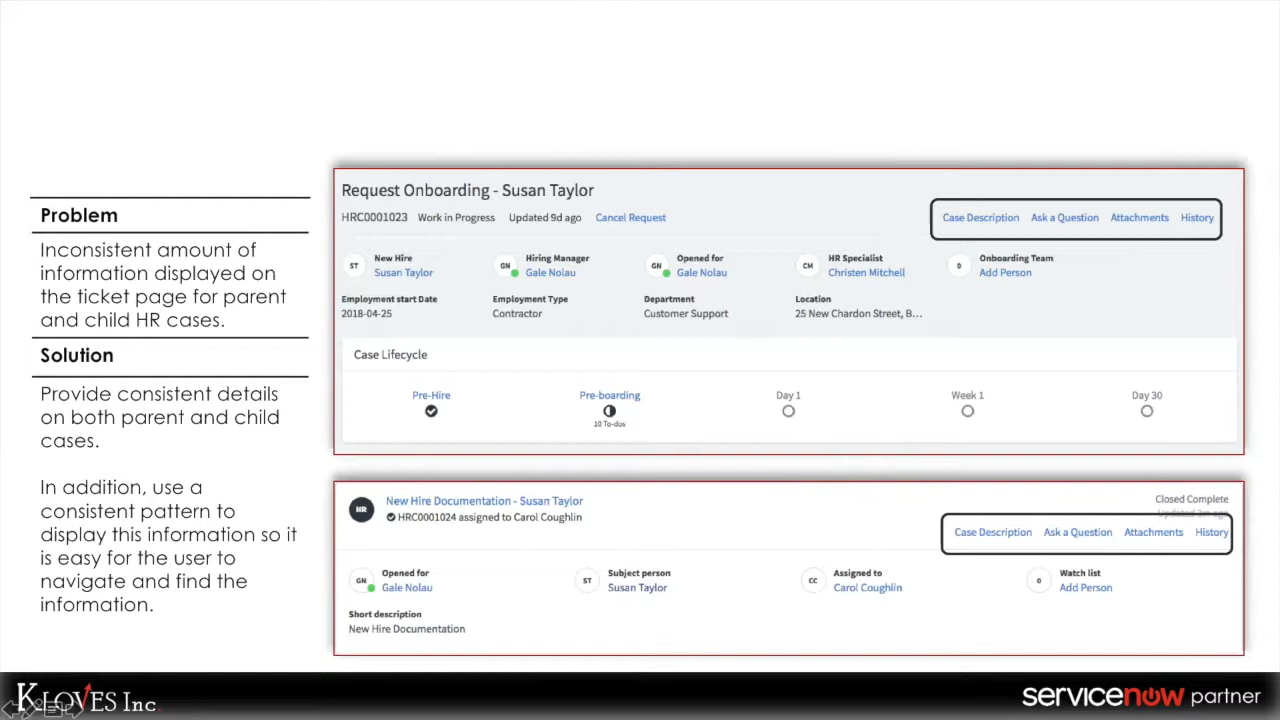 Problem
Inconsistent amount of
information displayed on
the ticket page for parent
and child HR cases.
Solution
Provide consistent details
on both parent and child
cases.
In addition, use a
consistent pattern to
display this information so it
is easy for the user to
navigate and find the
information.
Request Onboarding - Susan Taylor
HRC0001023 Work in Progress Updated 9d ago Cancel Request
Case Description Ask a Question Attachments History
ST New Hire Susan Taylor
GN Hiring Manager Gale Nolau
GN Opened for Gale Nolau
CM HR Specialist Christen Mitchell
0 Onboarding Team Add Person
Employment start Date Employment Type Department Location
2018-04-25 Contractor Customer Support 25 New Chardon Street, B...
Case Lifecycle
Pre-Hire Pre-boarding Day 1 Week 1 Day 30
10 To-dos
HR New Hire Documentation - Susan Taylor
HRC0001024 assigned to Carol Coughlin
Closed Complete
Updated 3m ago
Case Description Ask a Question Attachments History
GN Opened for Gale Nolau
ST Subject person Susan Taylor
CC Assigned to Carol Coughlin
0 Watch list Add Person
Short description
New Hire Documentation
KLOVES Inc.
servicenow partner